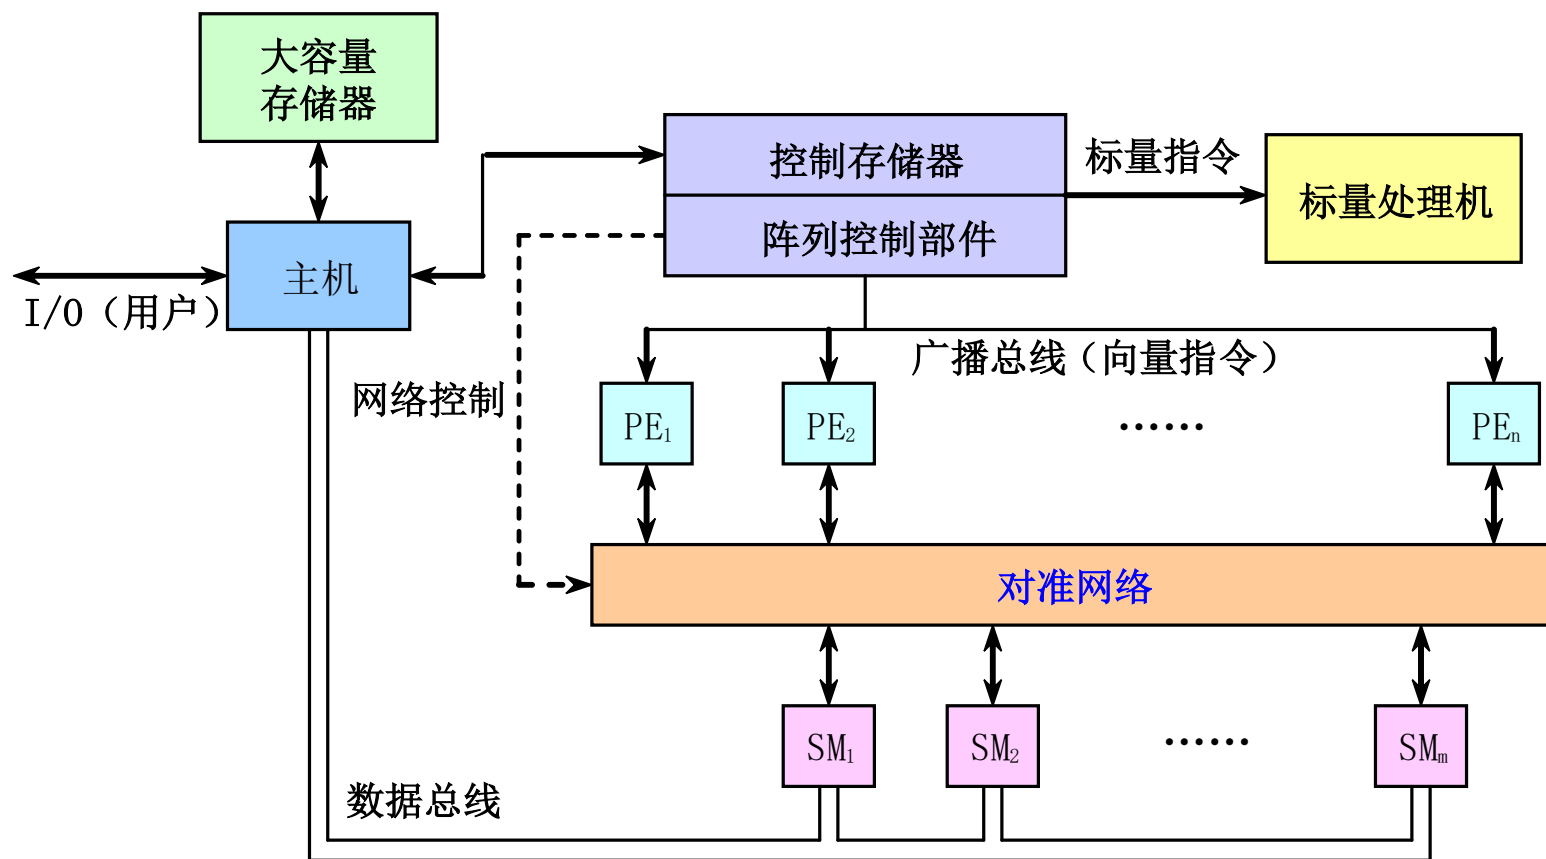 大容量
存储器
控制存储器
标量指令
标量处理机
阵列控制部件
主机
I/O（用户）
广播总线（向量指令）
网络控制
PE₁
PE₂
······
PEₙ
对准网络
SM₁
SM₂
······
SMₘ
数据总线